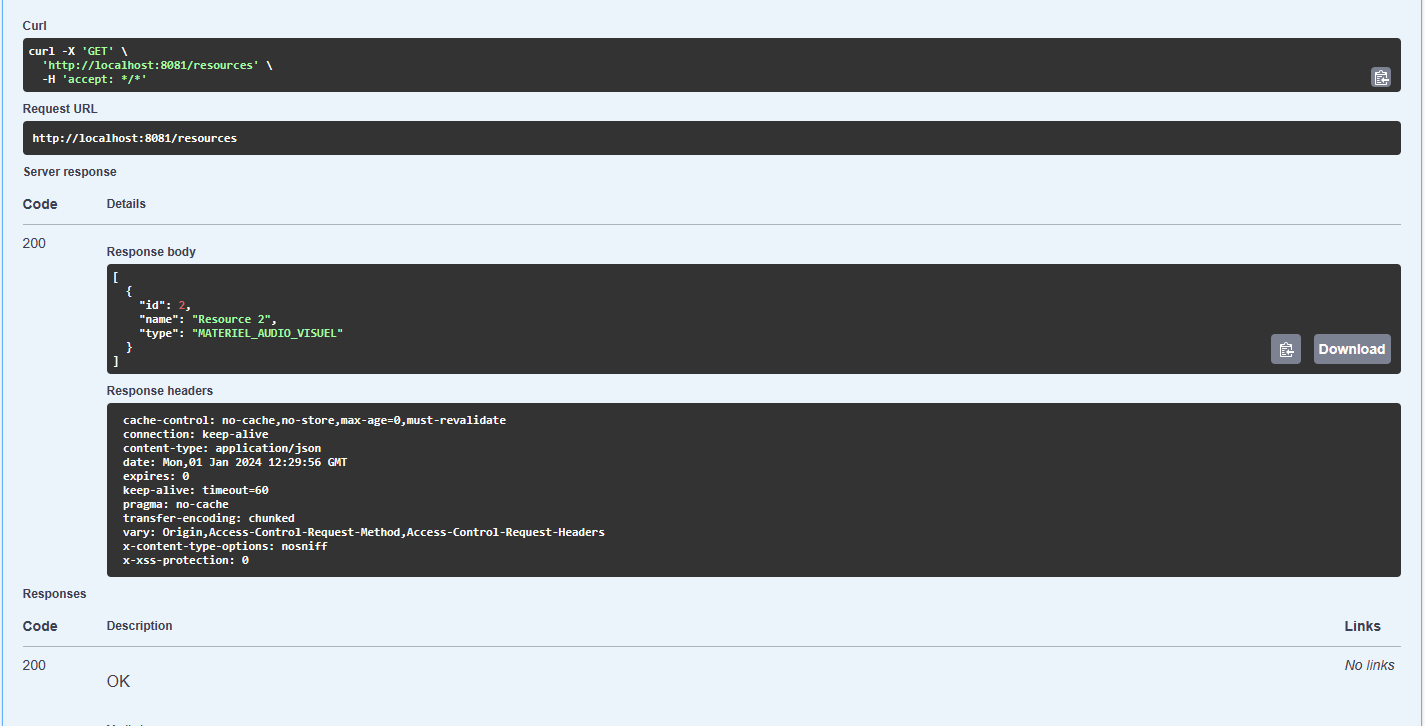 Curl
curl -X 'GET' \
'http://localhost:8081/resources' \
-H 'accept: */*'
Request URL
http://localhost:8081/resources
Server response
Code Details
200
Response body
[
{
"id": 2,
"name": "Resource 2",
"type": "MATERIEL_AUDIO_VISUEL"
}
]
Download
Response headers
cache-control: no-cache,no-store,max-age=0,must-revalidate
connection: keep-alive
content-type: application/json
date: Mon,01 Jan 2024 12:29:56 GMT
expires: 0
keep-alive: timeout=60
pragma: no-cache
transfer-encoding: chunked
vary: Origin,Access-Control-Request-Method,Access-Control-Request-Headers
x-content-type-options: nosniff
x-xss-protection: 0
Responses
Code Description Links
200 No links
OK